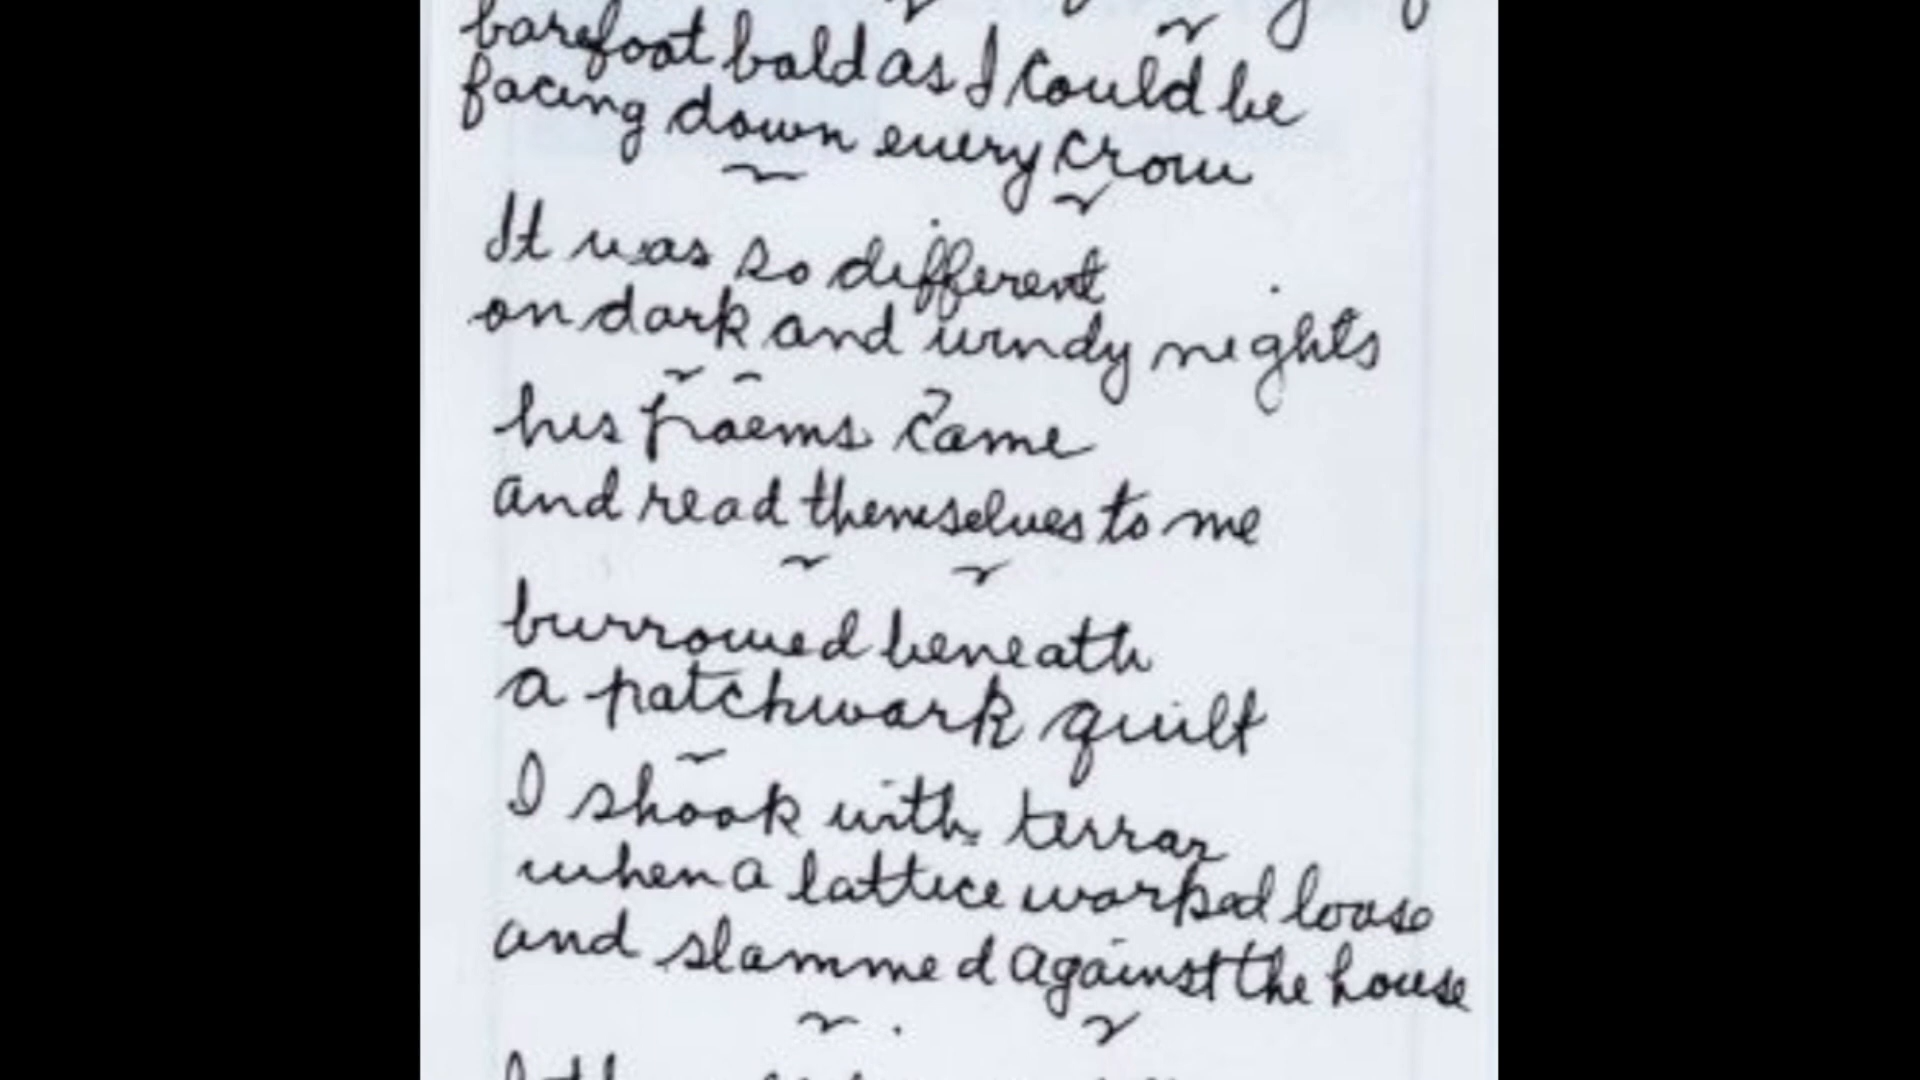 barefoot bald as I could be
facing down every crow
It was so different
on dark and windy nights
his poems came
and read themselves to me
burrowed beneath
a patchwork quilt
I shook with terror
when a lattice worked loose
and slammed against the house